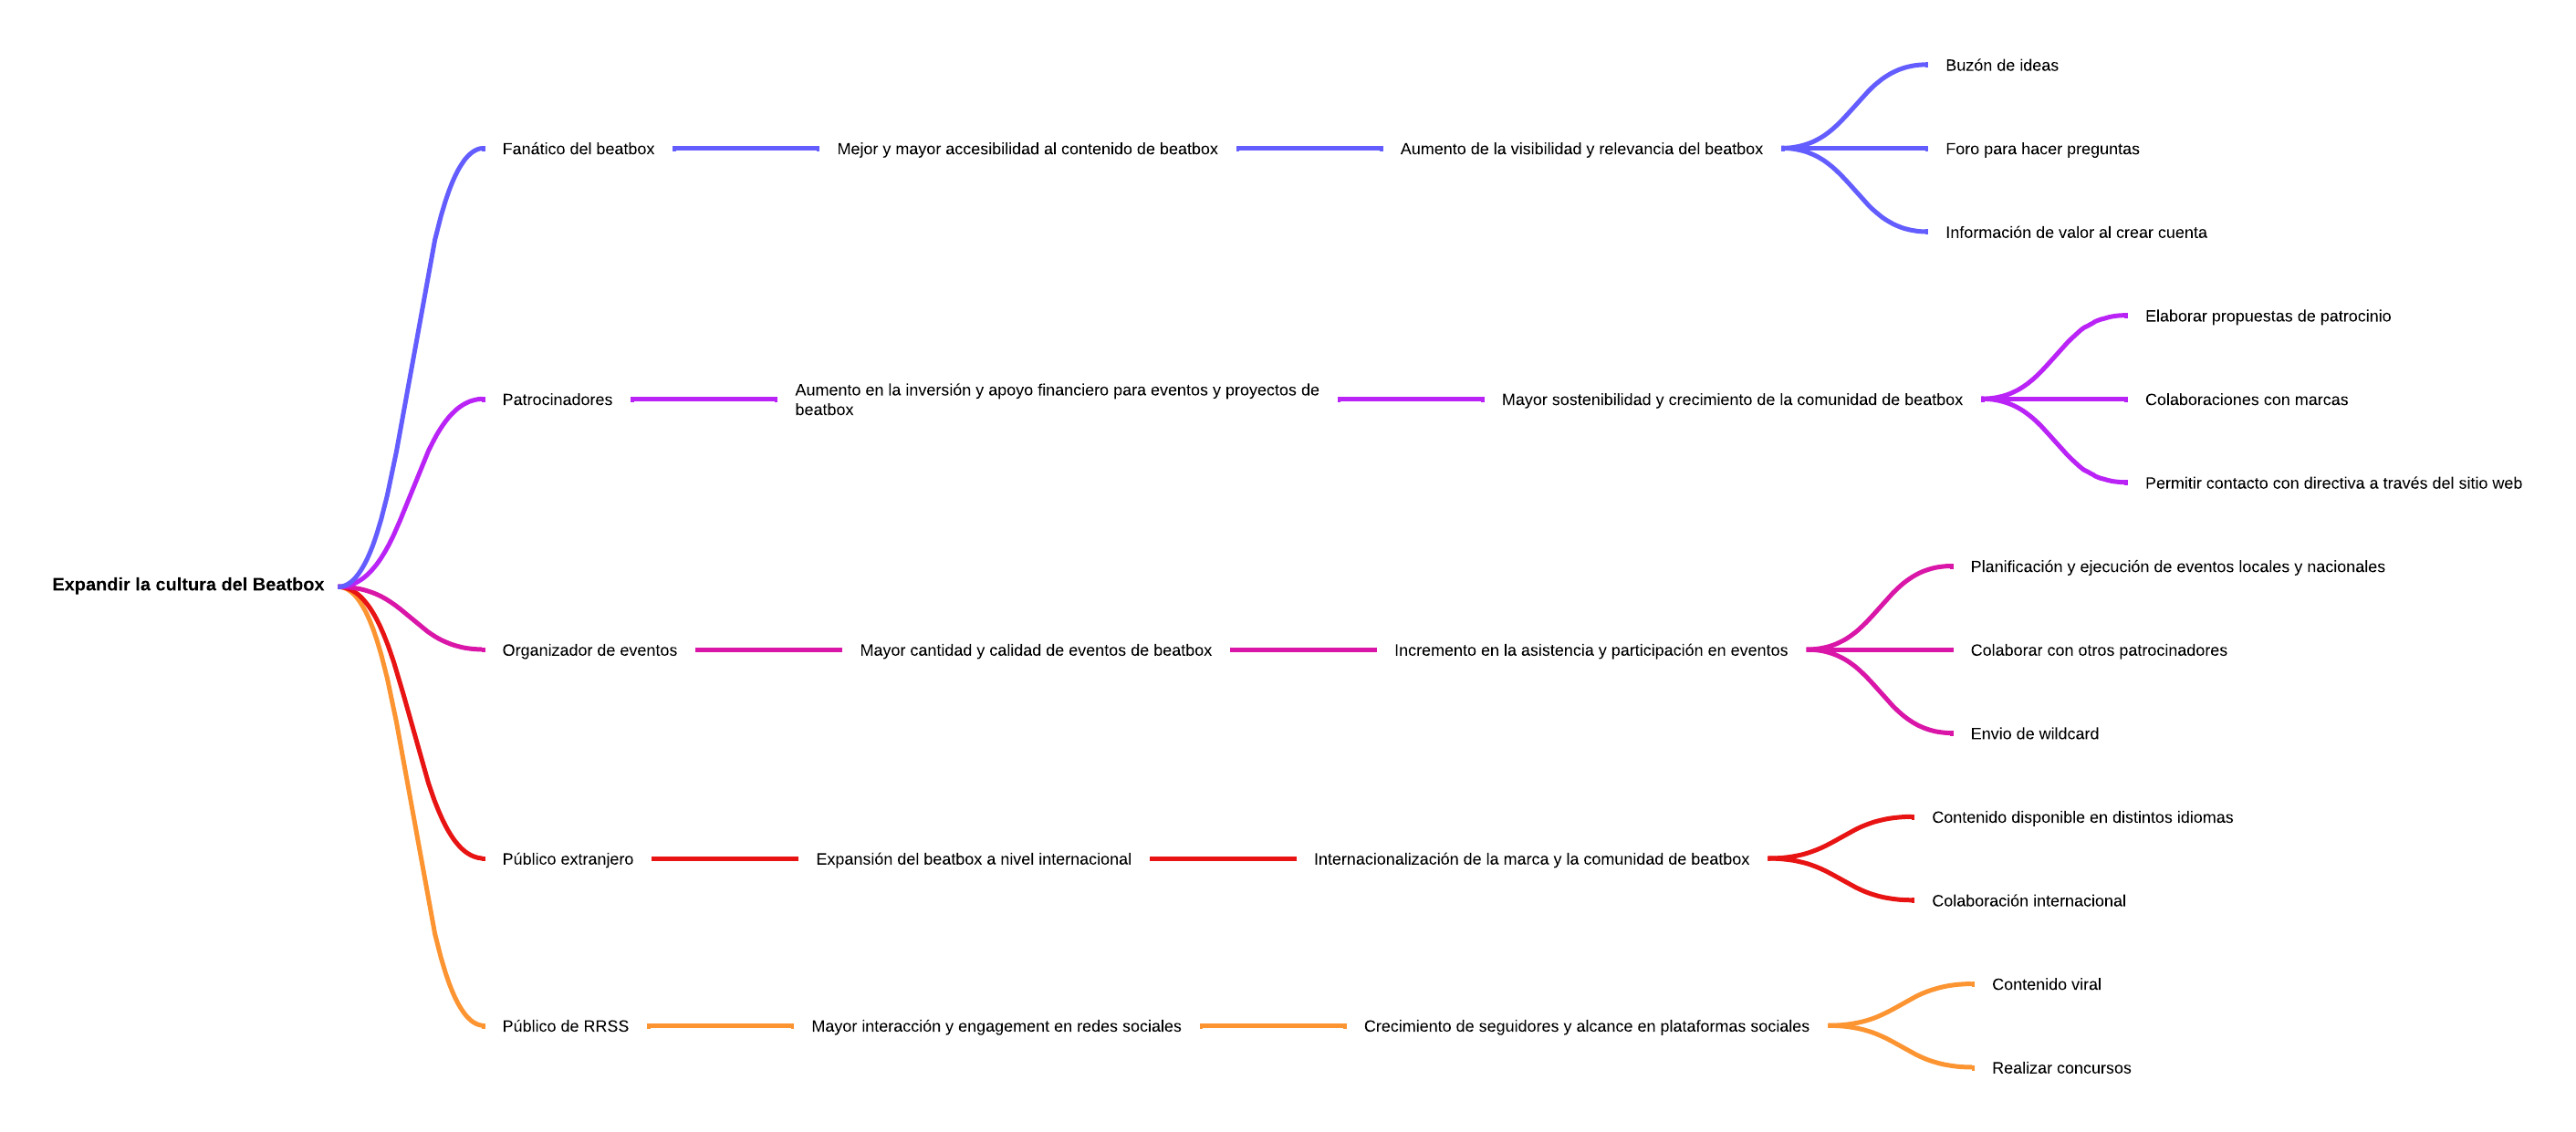 Expandir la cultura del Beatbox
Fanático del beatbox
Mejor y mayor accesibilidad al contenido de beatbox
Aumento de la visibilidad y relevancia del beatbox
Buzón de ideas
Foro para hacer preguntas
Información de valor al crear cuenta
Patrocinadores
Aumento en la inversión y apoyo financiero para eventos y proyectos de
beatbox
Mayor sostenibilidad y crecimiento de la comunidad de beatbox
Elaborar propuestas de patrocinio
Colaboraciones con marcas
Permitir contacto con directiva a través del sitio web
Organizador de eventos
Mayor cantidad y calidad de eventos de beatbox
Incremento en la asistencia y participación en eventos
Planificación y ejecución de eventos locales y nacionales
Colaborar con otros patrocinadores
Envio de wildcard
Público extranjero
Expansión del beatbox a nivel internacional
Internacionalización de la marca y la comunidad de beatbox
Contenido disponible en distintos idiomas
Colaboración internacional
Público de RRSS
Mayor interacción y engagement en redes sociales
Crecimiento de seguidores y alcance en plataformas sociales
Contenido viral
Realizar concursos